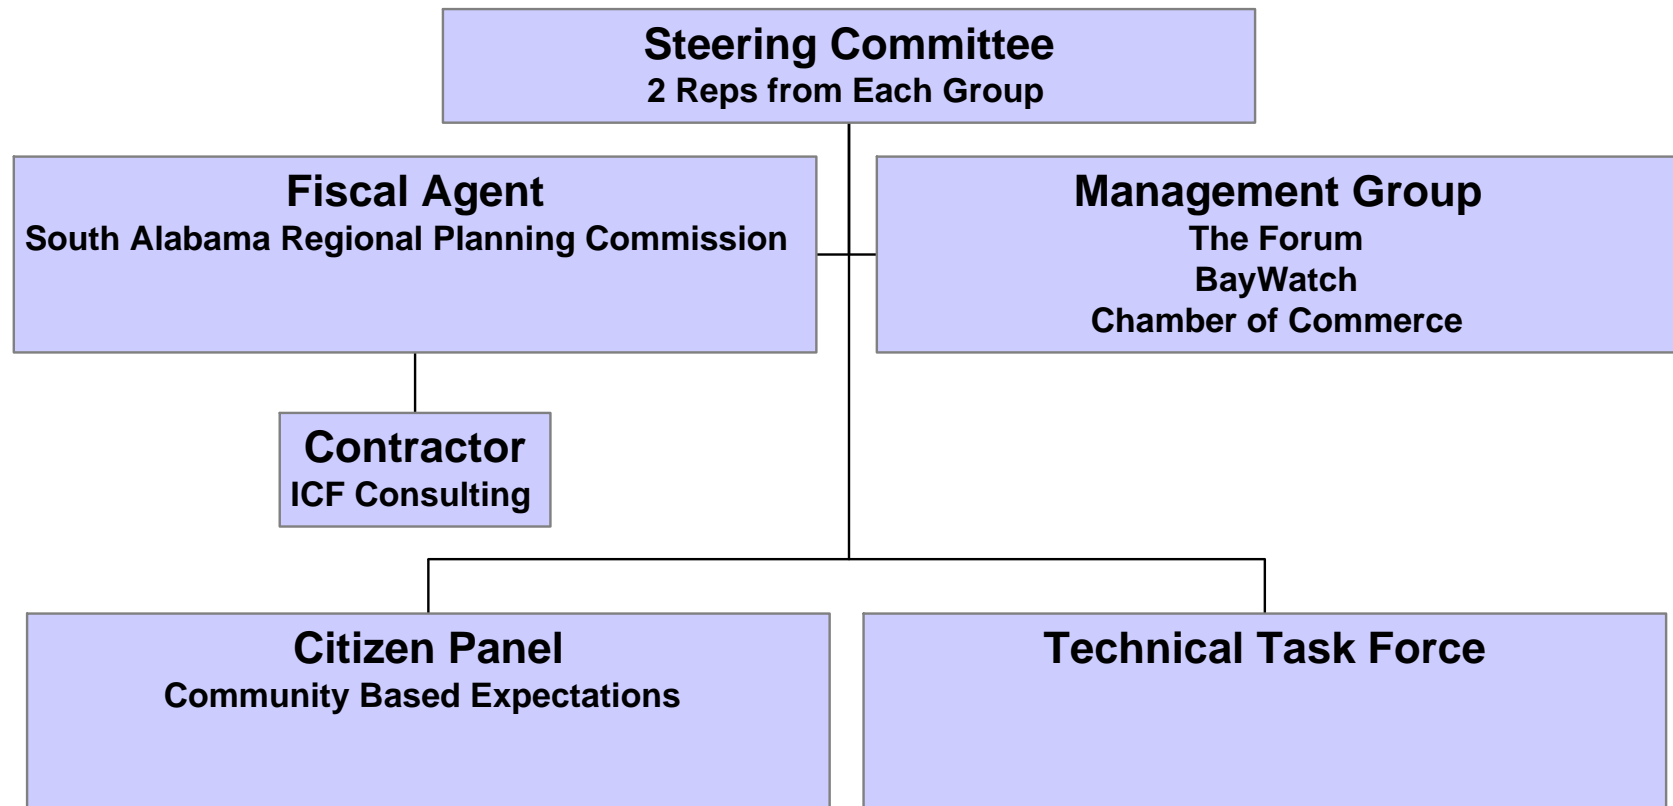 Steering Committee
2 Reps from Each Group
Fiscal Agent
South Alabama Regional Planning Commission
Management Group
The Forum
BayWatch
Chamber of Commerce
Contractor
ICF Consulting
Citizen Panel
Community Based Expectations
Technical Task Force